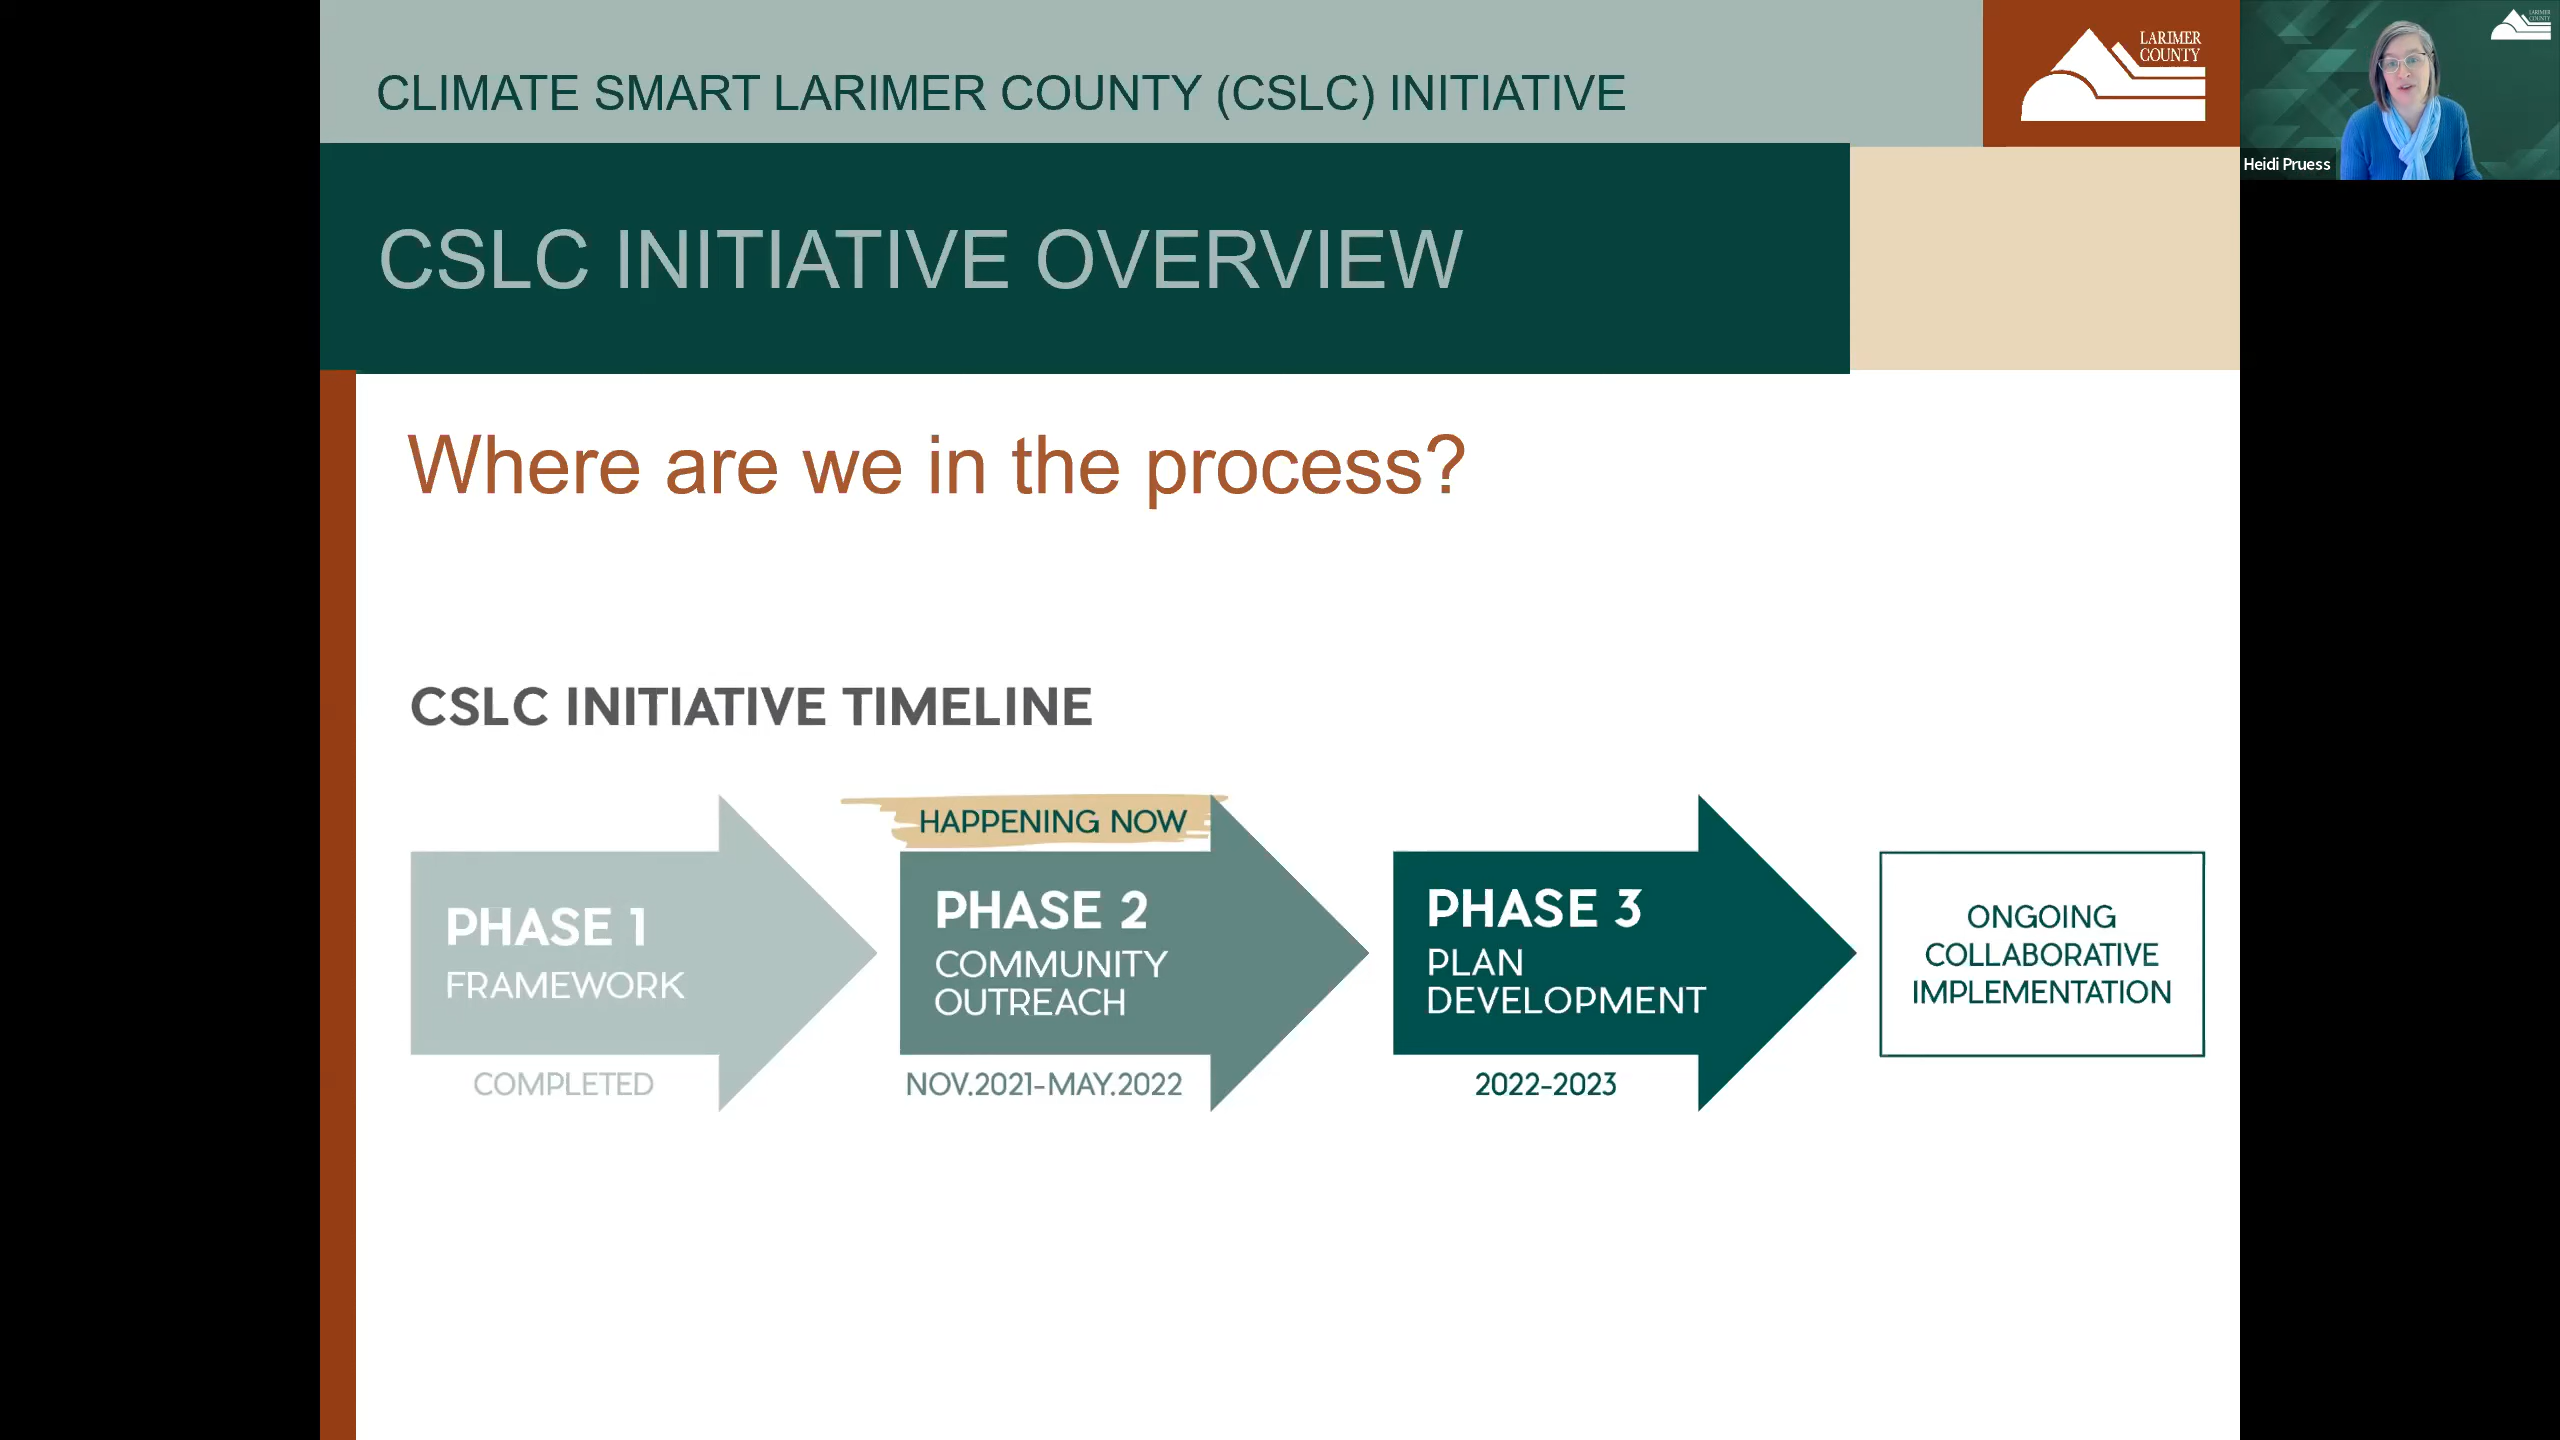 CLIMATE SMART LARIMER COUNTY (CSLC) INITIATIVE
LARIMER
COUNTY
LARIMER
COUNTY
Heidi Pruess
CSLC INITIATIVE OVERVIEW
Where are we in the process?
CSLC INITIATIVE TIMELINE
HAPPENING NOW
PHASE 1
FRAMEWORK
COMPLETED
PHASE 2
COMMUNITY
OUTREACH
NOV.2021-MAY.2022
PHASE 3
PLAN
DEVELOPMENT
2022-2023
ONGOING
COLLABORATIVE
IMPLEMENTATION